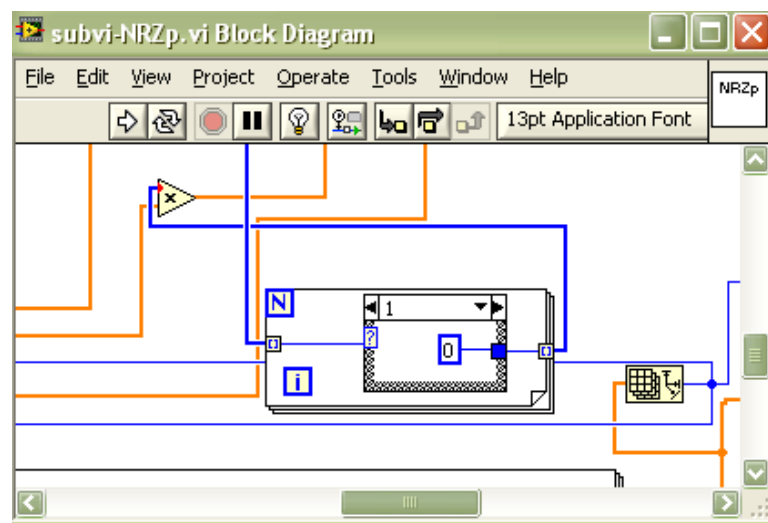 subvi-NRZp.vi Block Diagram
File Edit View Project Operate Tools Window Help
NRZp
13pt Application Font
×
N
1
?
0
i